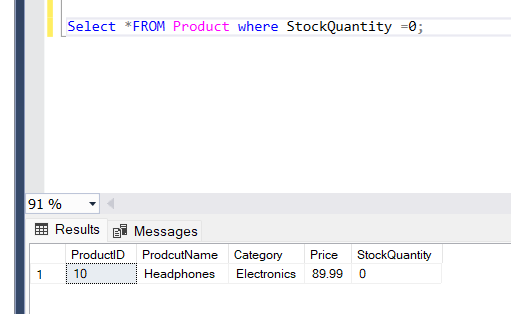 Select *FROM Product where StockQuantity =0;
91 %
Results Messages
ProductID ProdcutName Category Price StockQuantity
1 10 Headphones Electronics 89.99 0